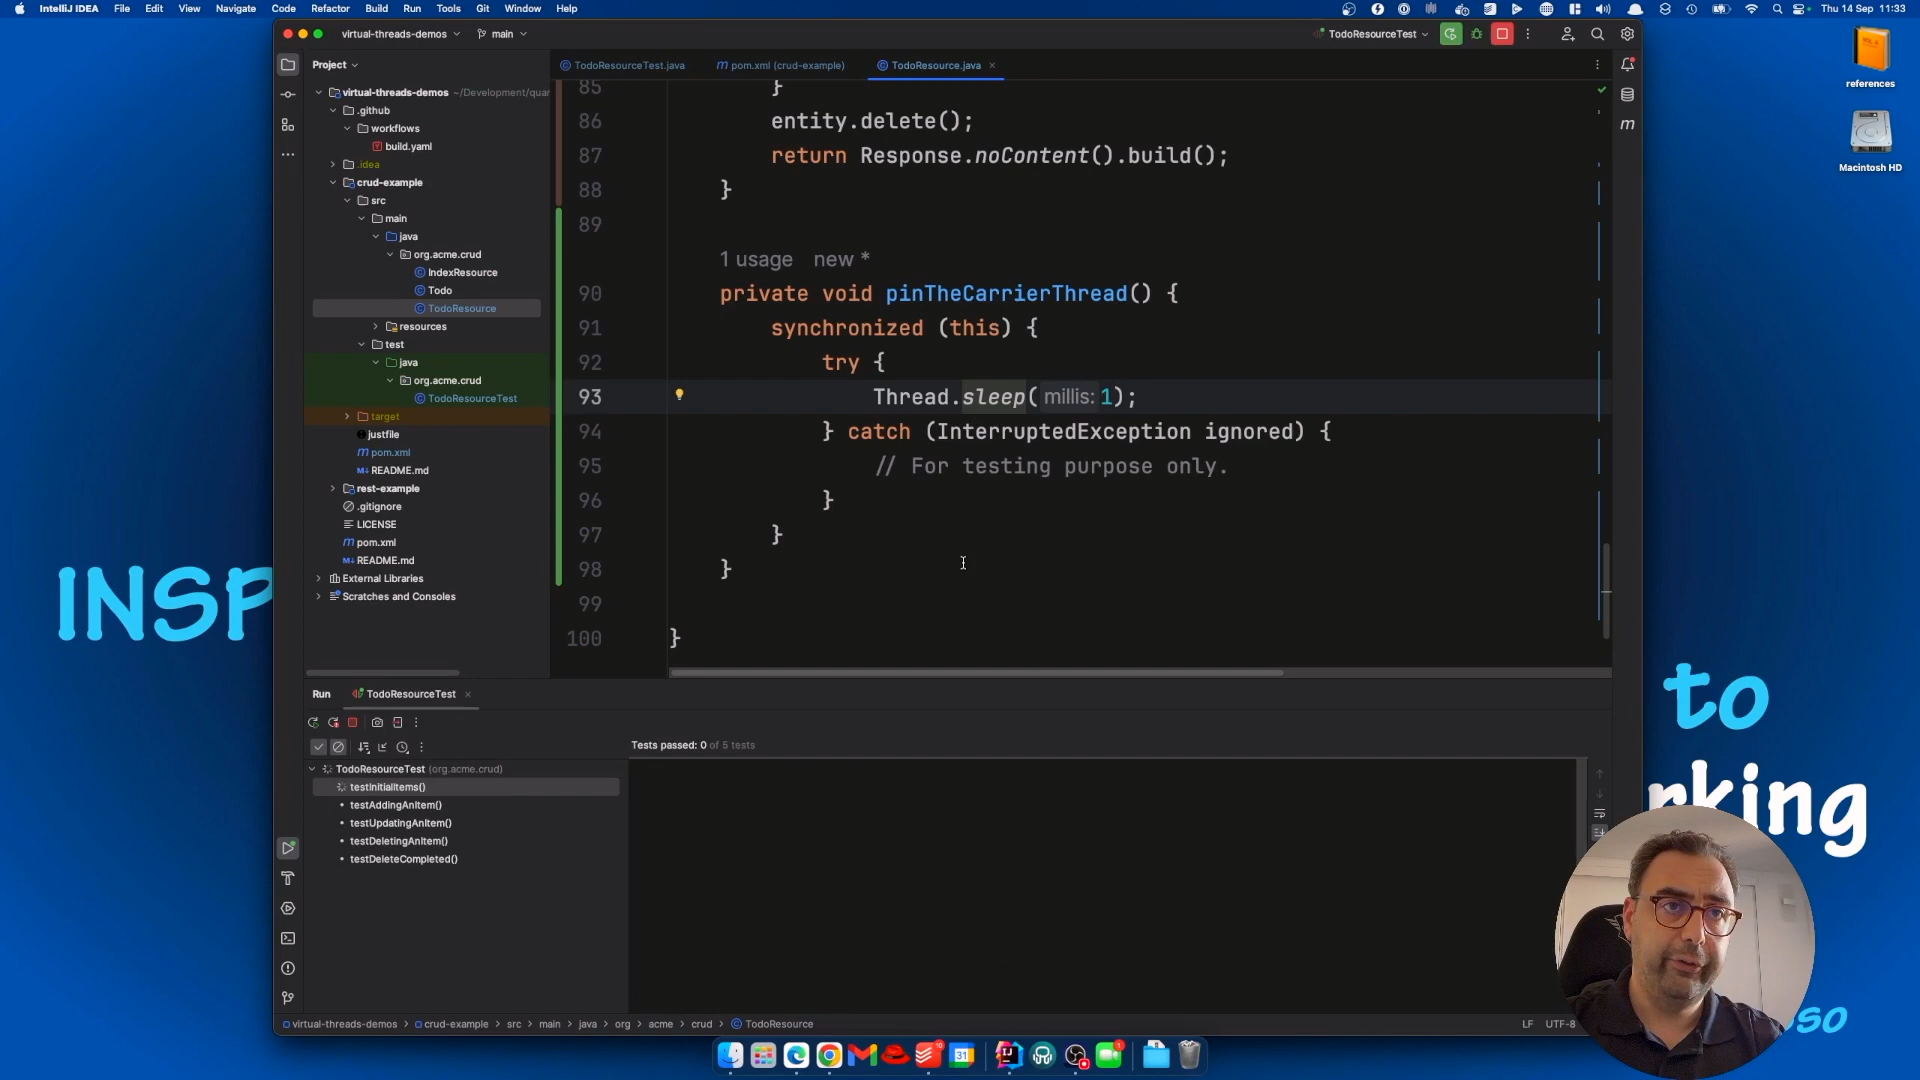 IntelliJ IDEA File Edit View Navigate Code Refactor Build Run Tools Git Window Help
Thu 14 Sep 11:33
virtual-threads-demos main
TodoResourceTest
references
Macintosh HD
Project
TodoResourceTest.java pom.xml (crud-example) TodoResource.java
virtual-threads-demos ~/Development/quar
.github
workflows
build.yaml
.idea
crud-example
src
main
java
org.acme.crud
IndexResource
Todo
TodoResource
resources
test
java
org.acme.crud
TodoResourceTest
target
justfile
pom.xml
README.md
rest-example
.gitignore
LICENSE
pom.xml
README.md
External Libraries
Scratches and Consoles
85 }
86 entity.delete();
87 return Response.noContent().build();
88 }
89
1 usage new *
90 private void pinTheCarrierThread() {
91 synchronized (this) {
92 try {
93 Thread.sleep( millis: 1);
94 } catch (InterruptedException ignored) {
95 // For testing purpose only.
96 }
97 }
98 }
99
100 }
INSP
to
rking
oso
Run TodoResourceTest
Tests passed: 0 of 5 tests
TodoResourceTest (org.acme.crud)
testInitialItems()
testAddingAnItem()
testUpdatingAnItem()
testDeletingAnItem()
testDeleteCompleted()
virtual-threads-demos > crud-example > src > main > java > org > acme > crud > TodoResource
LF UTF-8